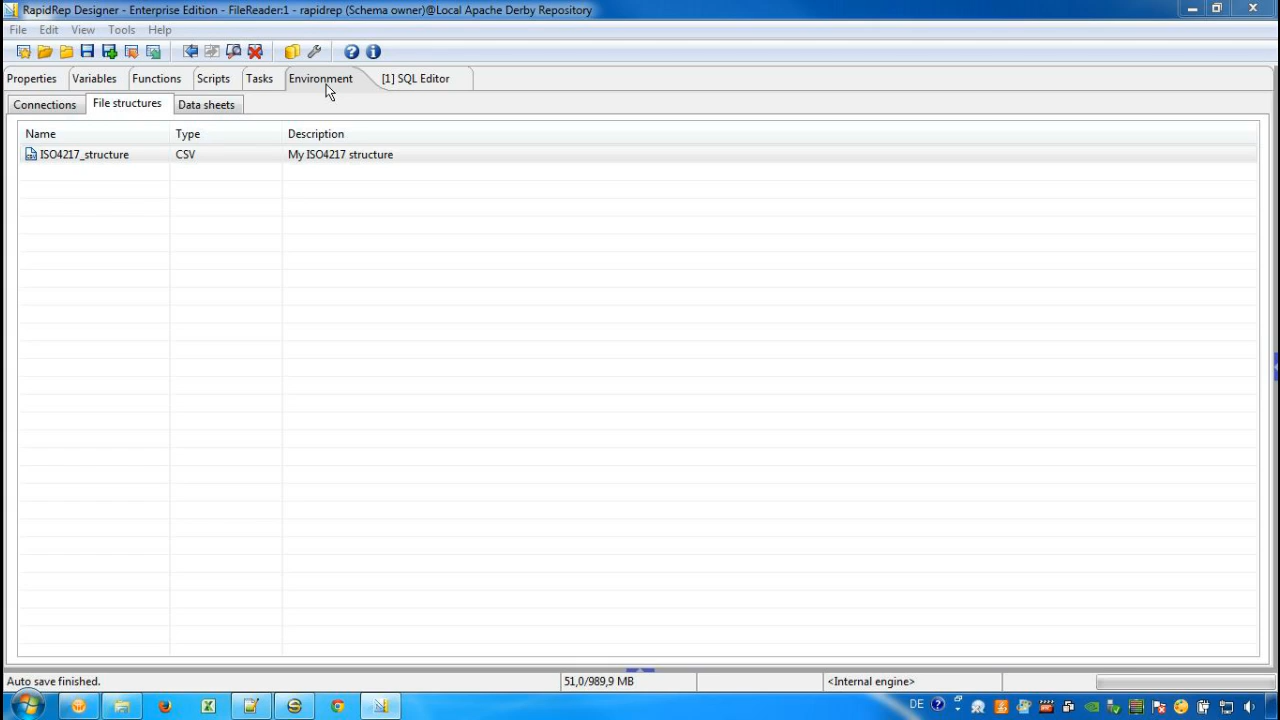 RapidRep Designer - Enterprise Edition - FileReader:1 - rapidrep (Schema owner)@Local Apache Derby Repository
File Edit View Tools Help
Properties Variables Functions Scripts Tasks Environment [1] SQL Editor
Connections File structures Data sheets
Name Type Description
ISO4217_structure CSV My ISO4217 structure
Auto save finished. 51,0/989,9 MB <Internal engine>
DE